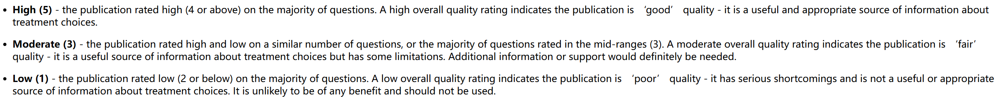 • High (5) - the publication rated high (4 or above) on the majority of questions. A high overall quality rating indicates the publication is ‘good’ quality - it is a useful and appropriate source of information about
treatment choices.
• Moderate (3) - the publication rated high and low on a similar number of questions, or the majority of questions rated in the mid-ranges (3). A moderate overall quality rating indicates the publication is ‘fair’
quality - it is a useful source of information about treatment choices but has some limitations. Additional information or support would definitely be needed.
• Low (1) - the publication rated low (2 or below) on the majority of questions. A low overall quality rating indicates the publication is ‘poor’ quality - it has serious shortcomings and is not a useful or appropriate
source of information about treatment choices. It is unlikely to be of any benefit and should not be used.